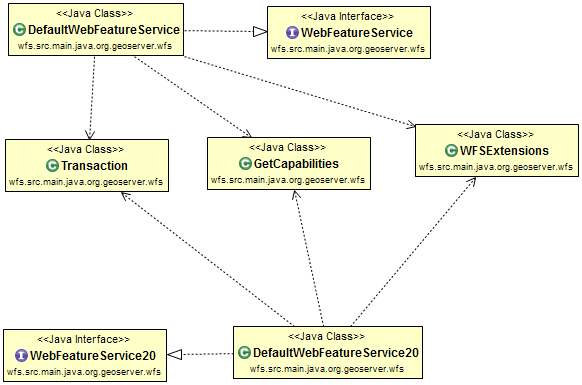 <<Java Class>>
C DefaultWebFeatureService
wfs.src.main.java.org.geoserver.wfs
<<Java Interface>>
I WebFeatureService
wfs.src.main.java.org.geoserver.wfs
<<Java Class>>
C Transaction
wfs.src.main.java.org.geoserver.wfs
<<Java Class>>
C GetCapabilities
wfs.src.main.java.org.geoserver.wfs
<<Java Class>>
C WFSExtensions
wfs.src.main.java.org.geoserver.wfs
<<Java Interface>>
I WebFeatureService20
wfs.src.main.java.org.geoserver.wfs
<<Java Class>>
C DefaultWebFeatureService20
wfs.src.main.java.org.geoserver.wfs